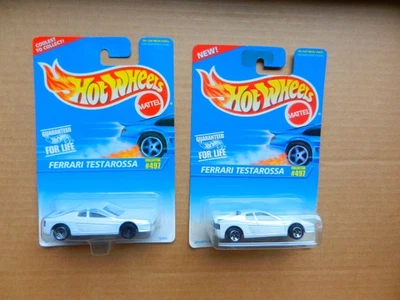 COOLEST
TO COLLECT!
Hot Wheels
MATTEL
GUARANTEED
FOR LIFE
FERRARI TESTAROSSA
COLLECTOR
#497
NEW!
Hot Wheels
MATTEL
GUARANTEED
FOR LIFE
FERRARI TESTAROSSA
#497